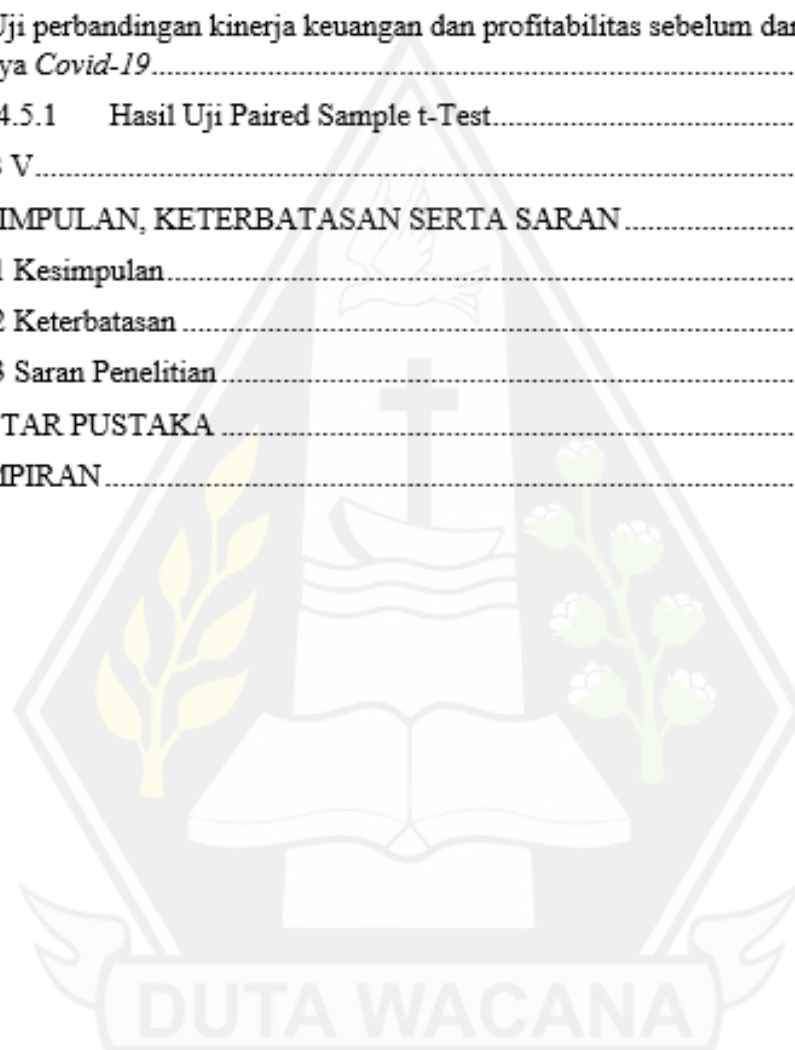 Uji perbandingan kinerja keuangan dan profitabilitas sebelum dan
ya Covid-19
4.5.1 Hasil Uji Paired Sample t-Test
V
IMPULAN, KETERBATASAN SERTA SARAN
1 Kesimpulan
2 Keterbatasan
3 Saran Penelitian
TAR PUSTAKA
MPIRAN
DUTA WACANA